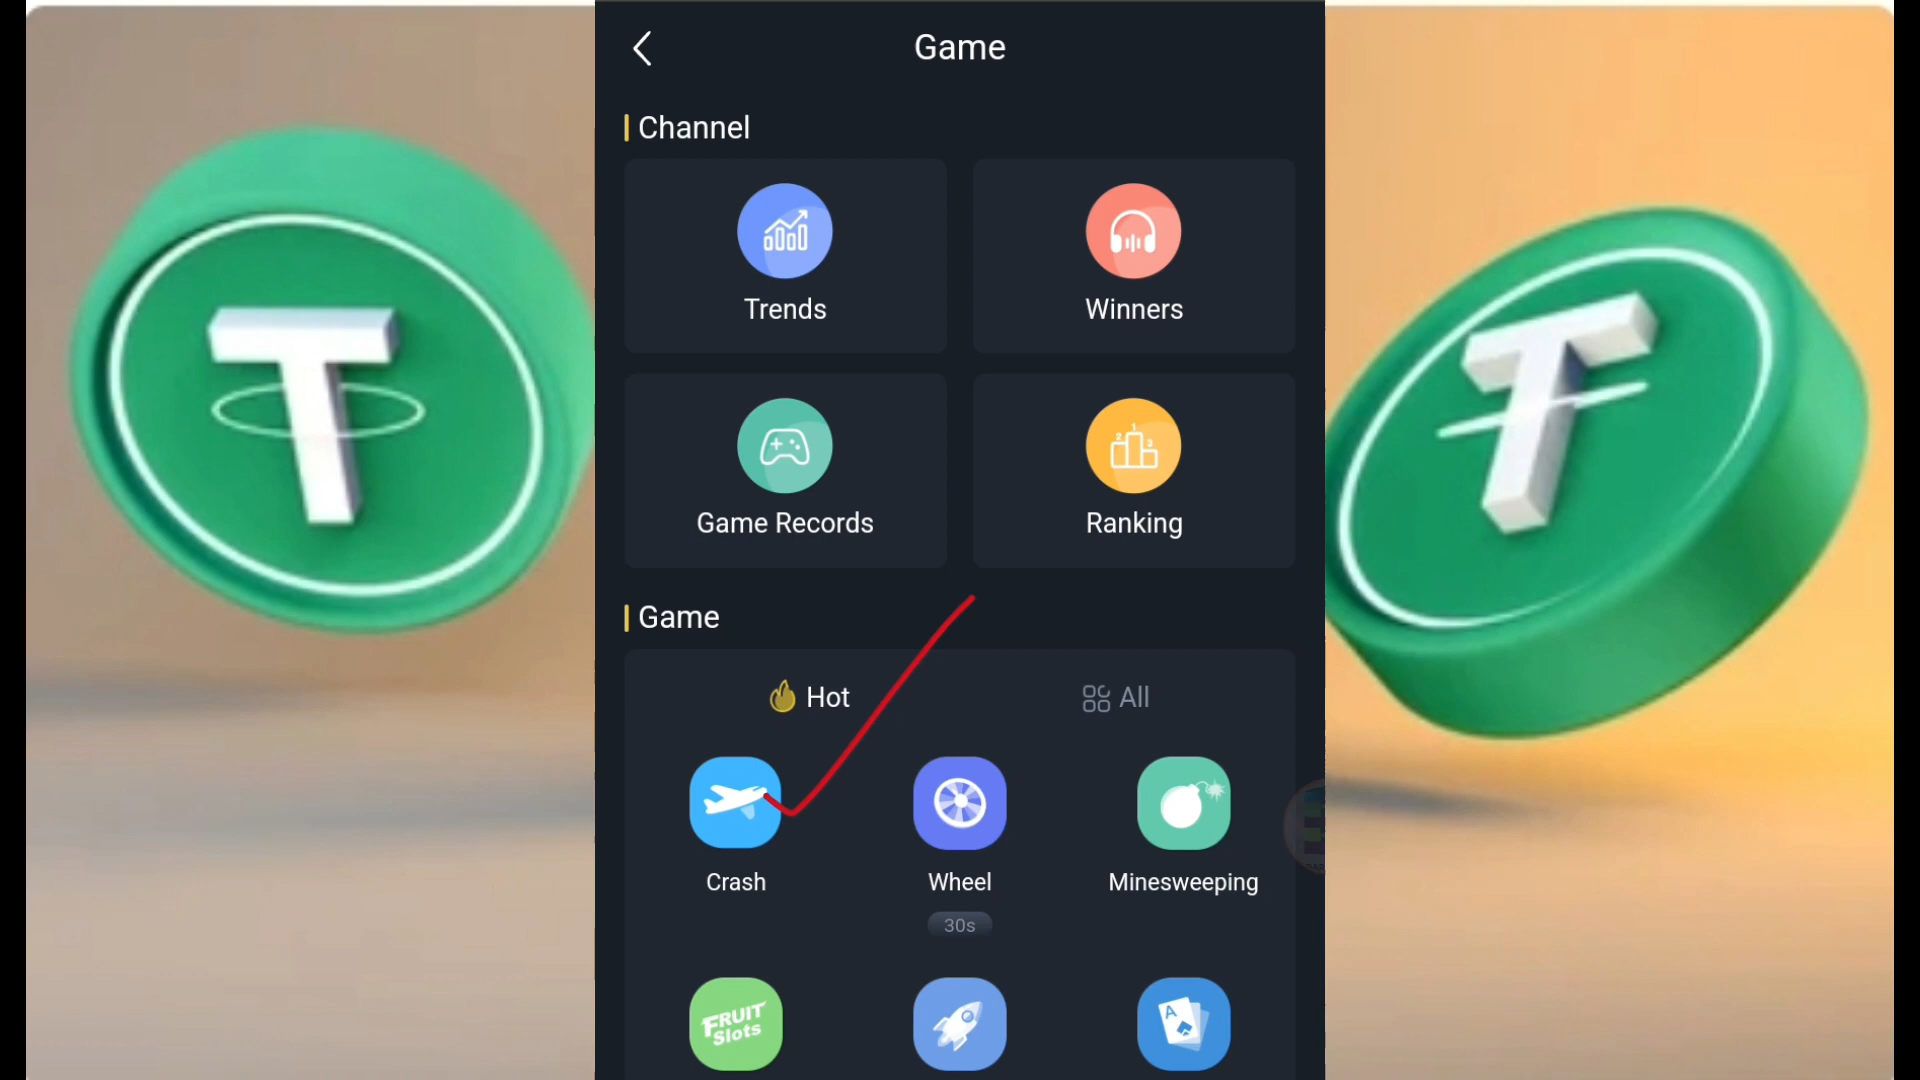 Game
Channel
Trends
Winners
Game Records
Ranking
Game
Hot
All
Crash
Wheel
Minesweeping
30s
FRUIT
Slots
A